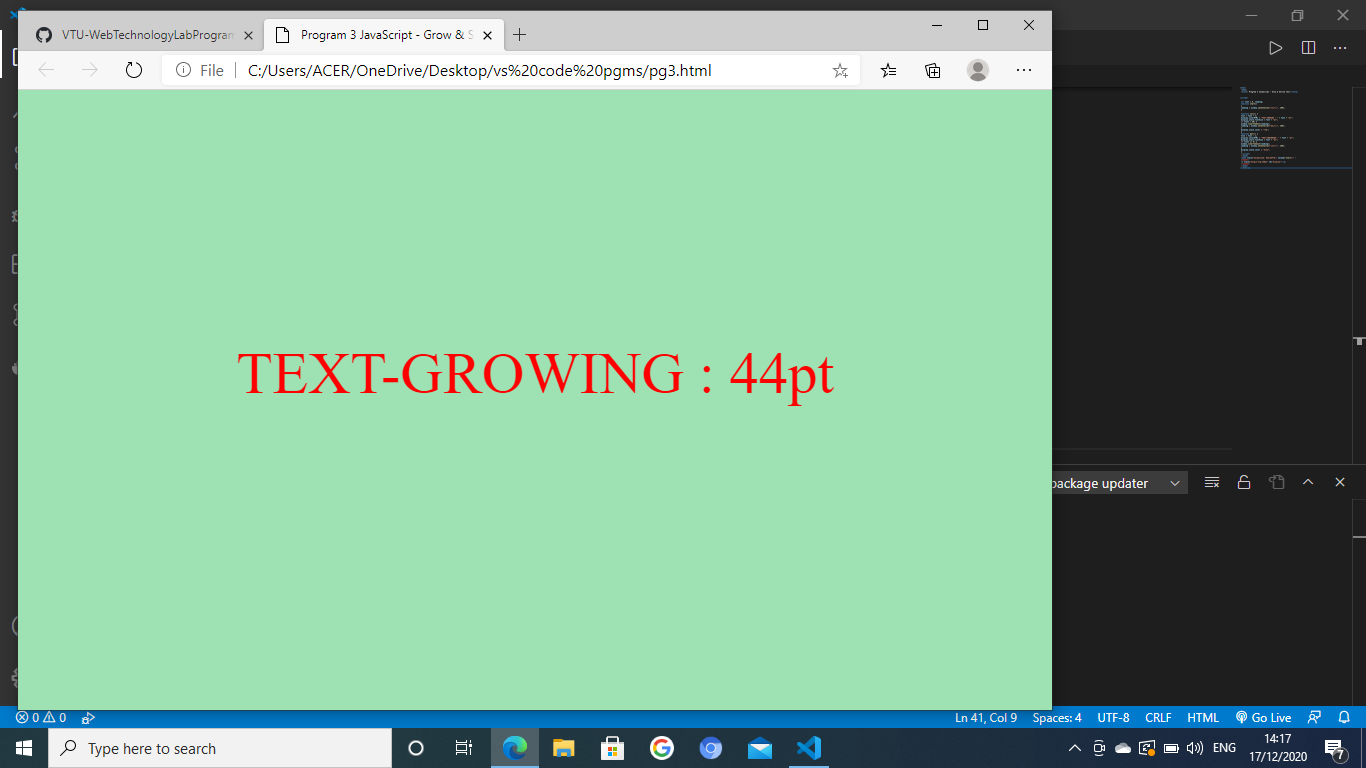 VTU-WebTechnologyLabProgram
Program 3 JavaScript - Grow & S
File
C:/Users/ACER/OneDrive/Desktop/vs%20code%20pgms/pg3.html
TEXT-GROWING : 44pt
package updater
0 0
Ln 41, Col 9 Spaces: 4 UTF-8 CRLF HTML Go Live
Type here to search
ENG
14:17
17/12/2020
7